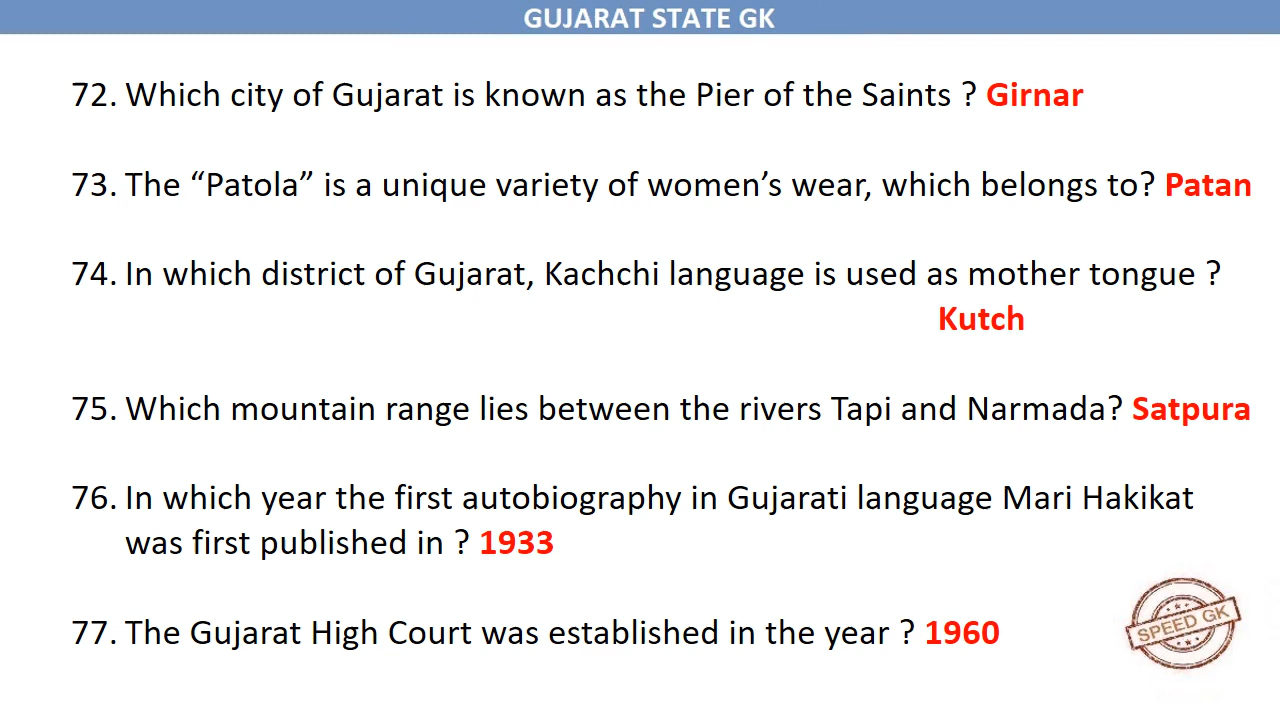 GUJARAT STATE GK
72. Which city of Gujarat is known as the Pier of the Saints ? Girnar
73. The “Patola” is a unique variety of women’s wear, which belongs to? Patan
74. In which district of Gujarat, Kachchi language is used as mother tongue ?
Kutch
75. Which mountain range lies between the rivers Tapi and Narmada? Satpura
76. In which year the first autobiography in Gujarati language Mari Hakikat
was first published in ? 1933
77. The Gujarat High Court was established in the year ? 1960
SPEED GK